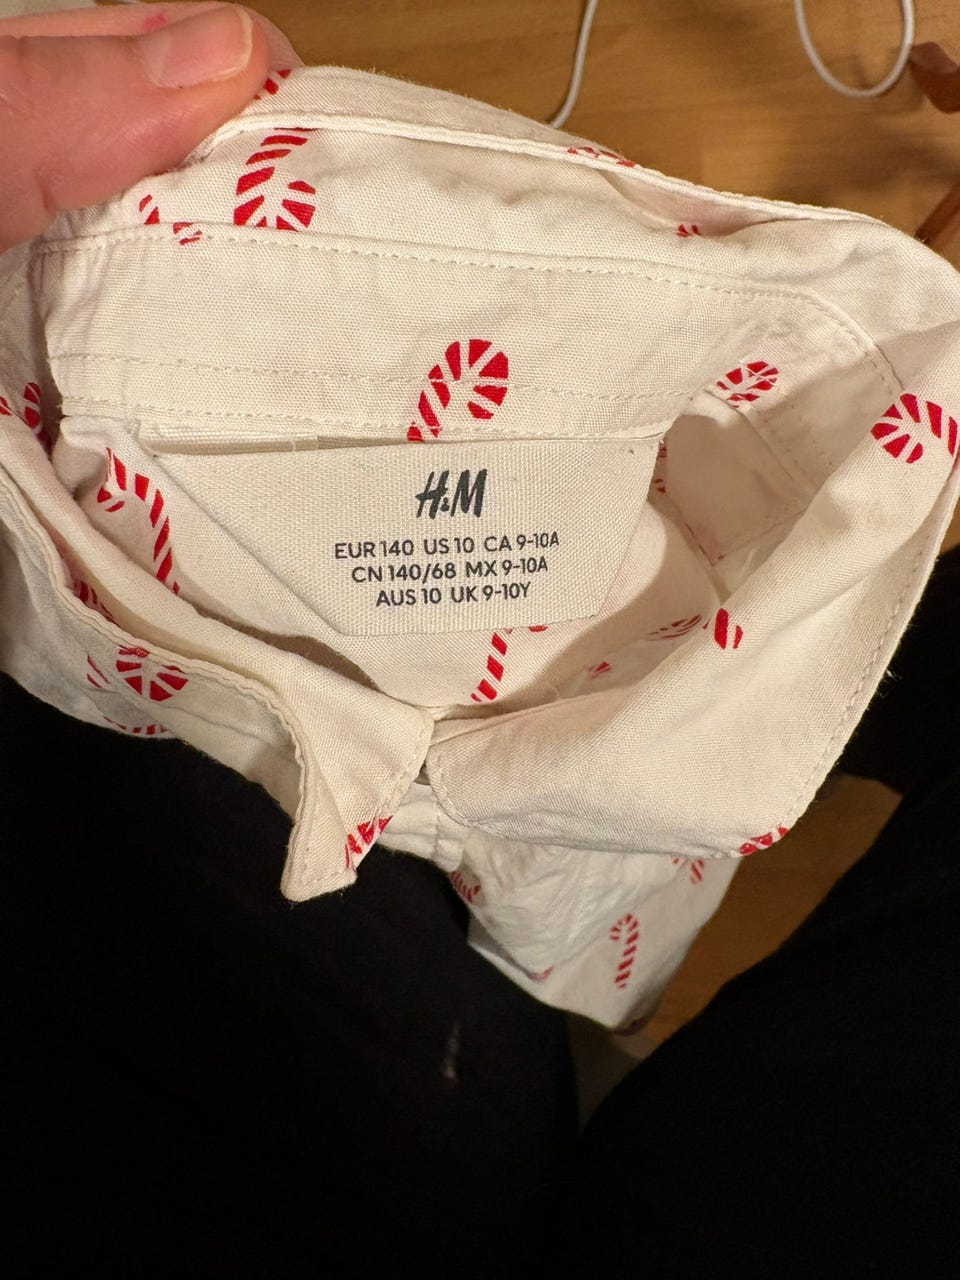 H&M
EUR 140 US 10 CA 9-10A
CN 140/68 MX 9-10A
AUS 10 UK 9-10Y